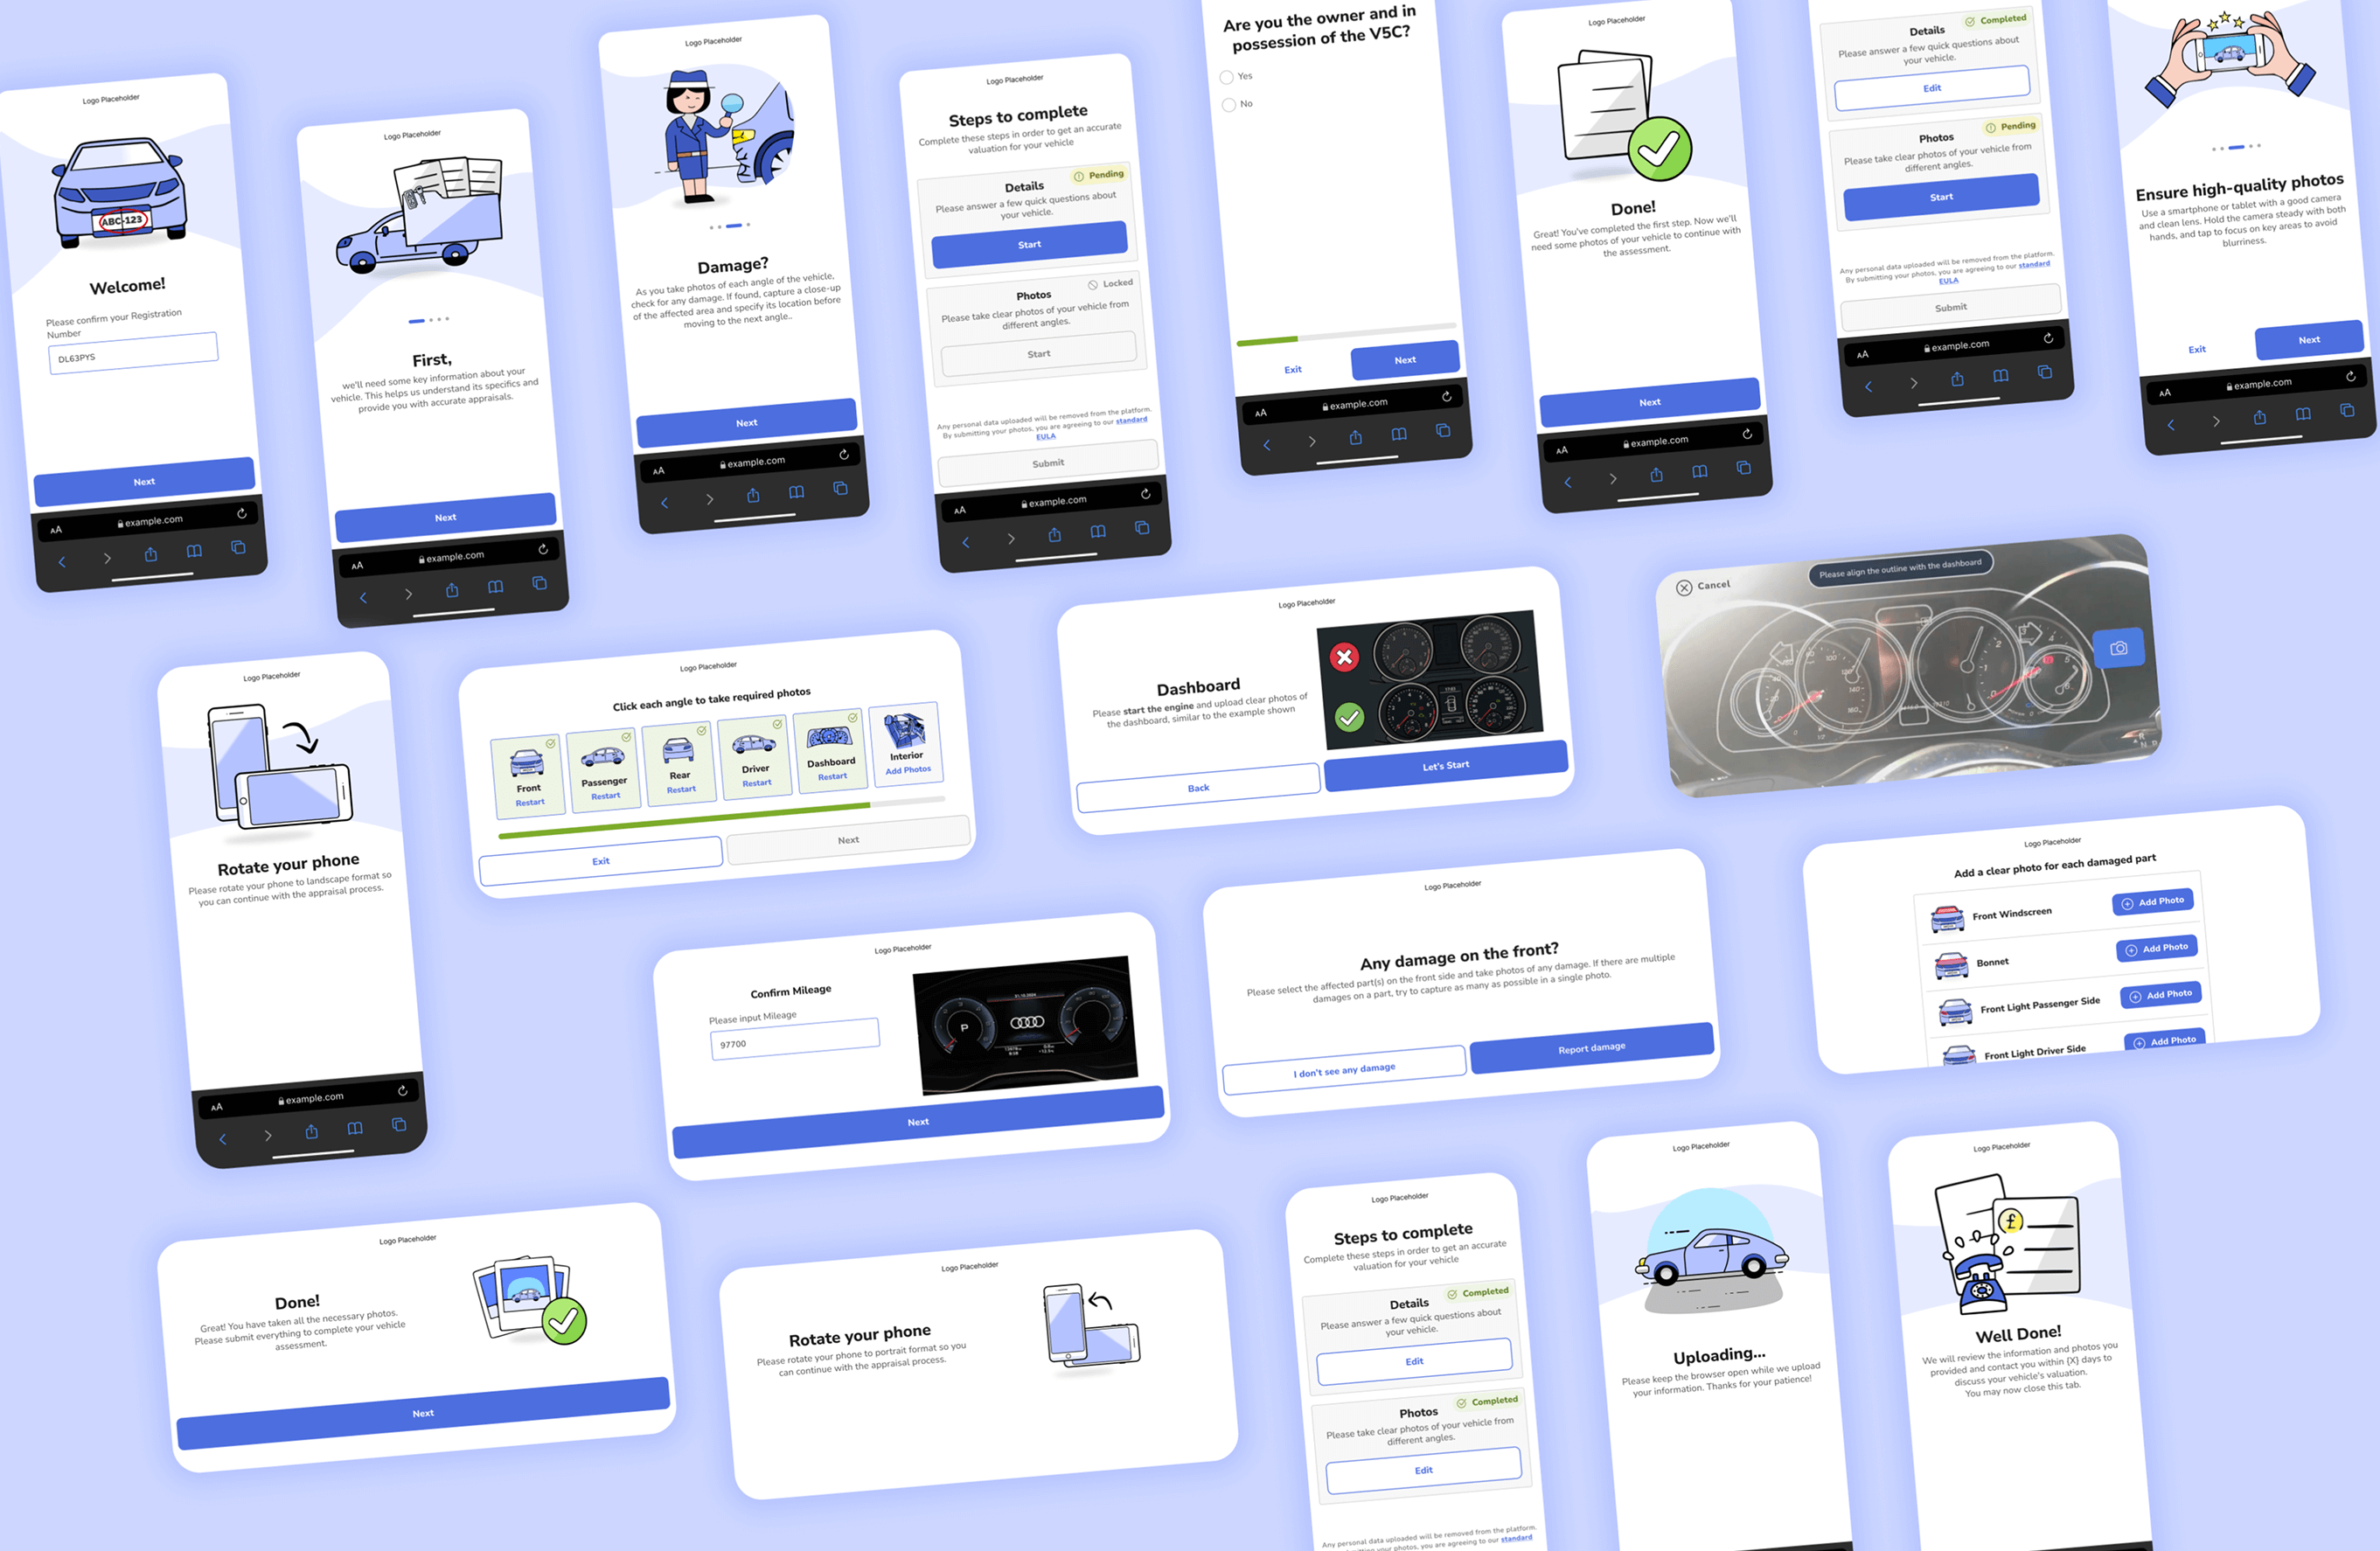 Logo Placeholder
ABC-123
Welcome!
Please confirm your Registration
Number
DL63PYS
Next
AA
example.com
Logo Placeholder
First,
we'll need some key information about your
vehicle. This helps us understand its specifics and
provide you with accurate appraisals.
Next
AA
example.com
Logo Placeholder
Damage?
As you take photos of each angle of the vehicle,
check for any damage. If found, capture a close-up
of the affected area and specify its location before
moving to the next angle..
Next
AA
example.com
Logo Placeholder
Steps to complete
Complete these steps in order to get an accurate
valuation for your vehicle
Pending
Details
Please answer a few quick questions about
your vehicle.
Start
Locked
Photos
Please take clear photos of your vehicle from
different angles.
Start
Any personal data uploaded will be removed from the platform.
By submitting your photos, you are agreeing to our standard
EULA
Submit
AA
example.com
Are you the owner and in
possession of the V5C?
Yes
No
Exit
Next
AA
example.com
Logo Placeholder
Done!
Great! You've completed the first step. Now we'll
need some photos of your vehicle to continue with
the assessment.
Next
AA
example.com
Completed
Details
Please answer a few quick questions about
your vehicle.
Edit
Pending
Photos
Please take clear photos of your vehicle from
different angles.
Start
Any personal data uploaded will be removed from the platform.
By submitting your photos, you are agreeing to our standard
EULA
Submit
AA
example.com
Ensure high-quality photos
Use a smartphone or tablet with a good camera
and clean lens. Hold the camera steady with both
hands, and tap to focus on key areas to avoid
blurriness.
Exit
Next
AA
example.com
Logo Placeholder
Rotate your phone
Please rotate your phone to landscape format so
you can continue with the appraisal process.
AA
example.com
Logo Placeholder
Click each angle to take required photos
Front
Restart
Passenger
Restart
Rear
Restart
Driver
Restart
Dashboard
Restart
Interior
Add Photos
Exit
Next
Logo Placeholder
Dashboard
Please start the engine and upload clear photos of
the dashboard, similar to the example shown
Back
Let's Start
Cancel
Please align the outline with the dashboard
Logo Placeholder
Confirm Mileage
Please input Mileage
97700
P
Next
Logo Placeholder
Any damage on the front?
Please select the affected part(s) on the front side and take photos of any damage. If there are multiple
damages on a part, try to capture as many as possible in a single photo.
I don't see any damage
Report damage
Logo Placeholder
Add a clear photo for each damaged part
Front Windscreen
Add Photo
Bonnet
Add Photo
Front Light Passenger Side
Add Photo
Front Light Driver Side
Add Photo
Logo Placeholder
Done!
Great! You have taken all the necessary photos.
Please submit everything to complete your vehicle
assessment.
Next
Logo Placeholder
Rotate your phone
Please rotate your phone to portrait format so you
can continue with the appraisal process.
Logo Placeholder
Steps to complete
Complete these steps in order to get an accurate
valuation for your vehicle
Completed
Details
Please answer a few quick questions about
your vehicle.
Edit
Completed
Photos
Please take clear photos of your vehicle from
different angles.
Edit
Any personal data uploaded will be removed from the platform.
your photos, you are agreeing to our standard
Logo Placeholder
Uploading...
Please keep the browser open while we upload
your information. Thanks for your patience!
Logo Placeholder
£
Well Done!
We will review the information and photos you
provided and contact you within {X} days to
discuss your vehicle's valuation.
You may now close this tab.